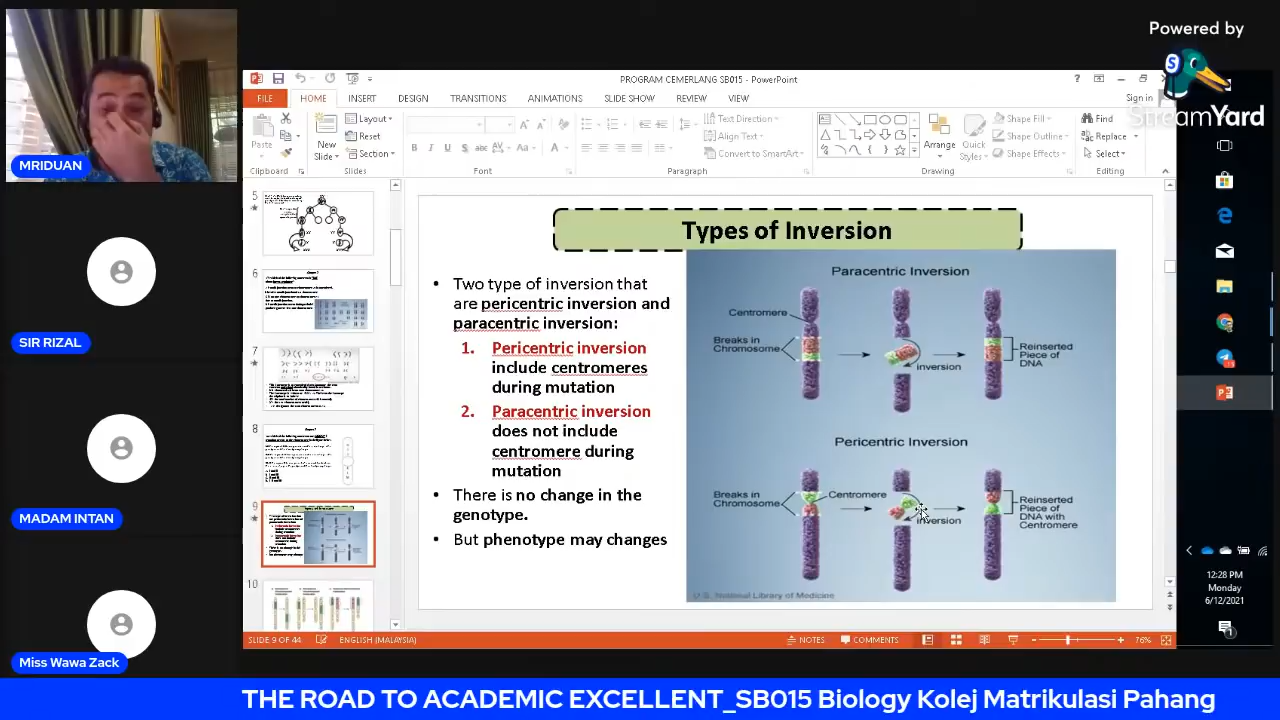 Powered by
StreamYard
MRIDUAN
SIR RIZAL
MADAM INTAN
Miss Wawa Zack
PROGRAM CEMERLANG SB015 - PowerPoint
Sign in
FILE
HOME
INSERT
DESIGN
TRANSITIONS
ANIMATIONS
SLIDE SHOW
REVIEW
VIEW
Paste
New
Slide
Layout
Reset
Section
Text Direction
Align Text
Convert to SmartArt
Arrange
Quick
Styles
Shape Fill
Shape Outline
Shape Effects
Find
Replace
Select
Clipboard
Slides
Font
Paragraph
Drawing
Editing
5
6
7
8
9
10
Types of Inversion
• Two type of inversion that
are pericentric inversion and
paracentric inversion:
1. Pericentric inversion
include centromeres
during mutation
2. Paracentric inversion
does not include
centromere during
mutation
• There is no change in the
genotype.
• But phenotype may changes
Paracentric Inversion
Centromere
Breaks in
Chromosome
Inversion
Reinserted
Piece of
DNA
Pericentric Inversion
Breaks in
Chromosome
Centromere
Inversion
Reinserted
Piece of
DNA with
Centromere
U.S. National Library of Medicine
SLIDE 9 OF 44
ENGLISH (MALAYSIA)
NOTES
COMMENTS
76%
12:28 PM
Monday
6/12/2021
1
THE ROAD TO ACADEMIC EXCELLENT_SB015 Biology Kolej Matrikulasi Pahang